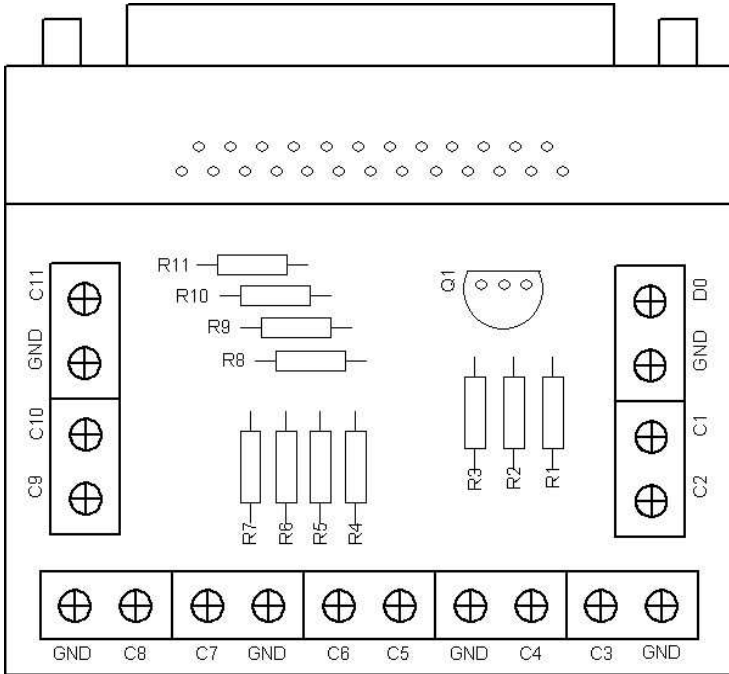 R11
R10
R9
R8
Q1
C11
GND
C10
C9
D0
GND
C1
C2
R7
R6
R5
R4
R3
R2
R1
GND C8 C7 GND C6 C5 GND C4 C3 GND